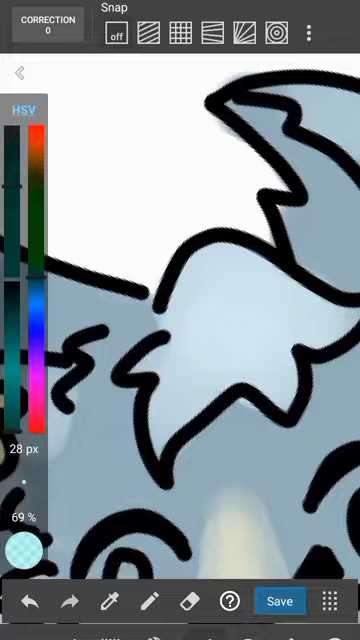 Snap
CORRECTION
0
off
HSV
28 px
69 %
Save